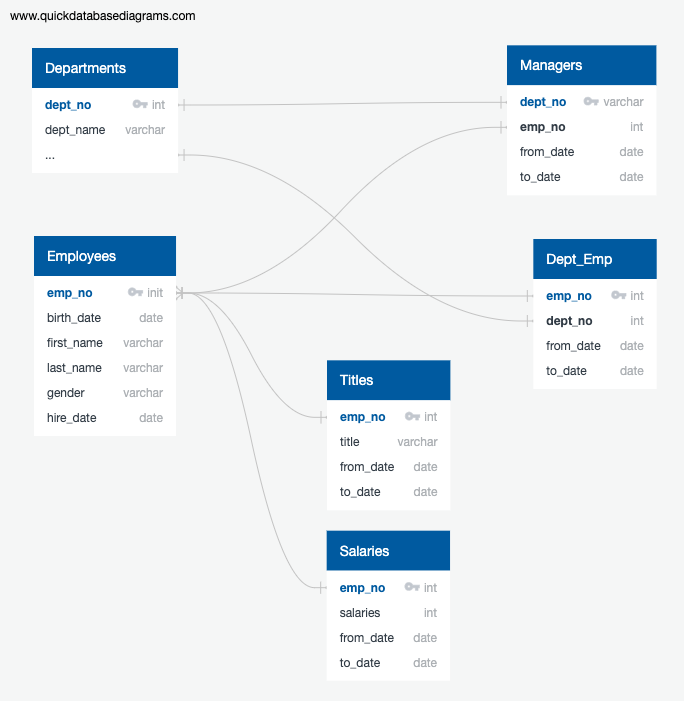 www.quickdatabasediagrams.com
Departments
dept_no int
dept_name varchar
...
Managers
dept_no varchar
emp_no int
from_date date
to_date date
Employees
emp_no init
birth_date date
first_name varchar
last_name varchar
gender varchar
hire_date date
Dept_Emp
emp_no int
dept_no int
from_date date
to_date date
Titles
emp_no int
title varchar
from_date date
to_date date
Salaries
emp_no int
salaries int
from_date date
to_date date